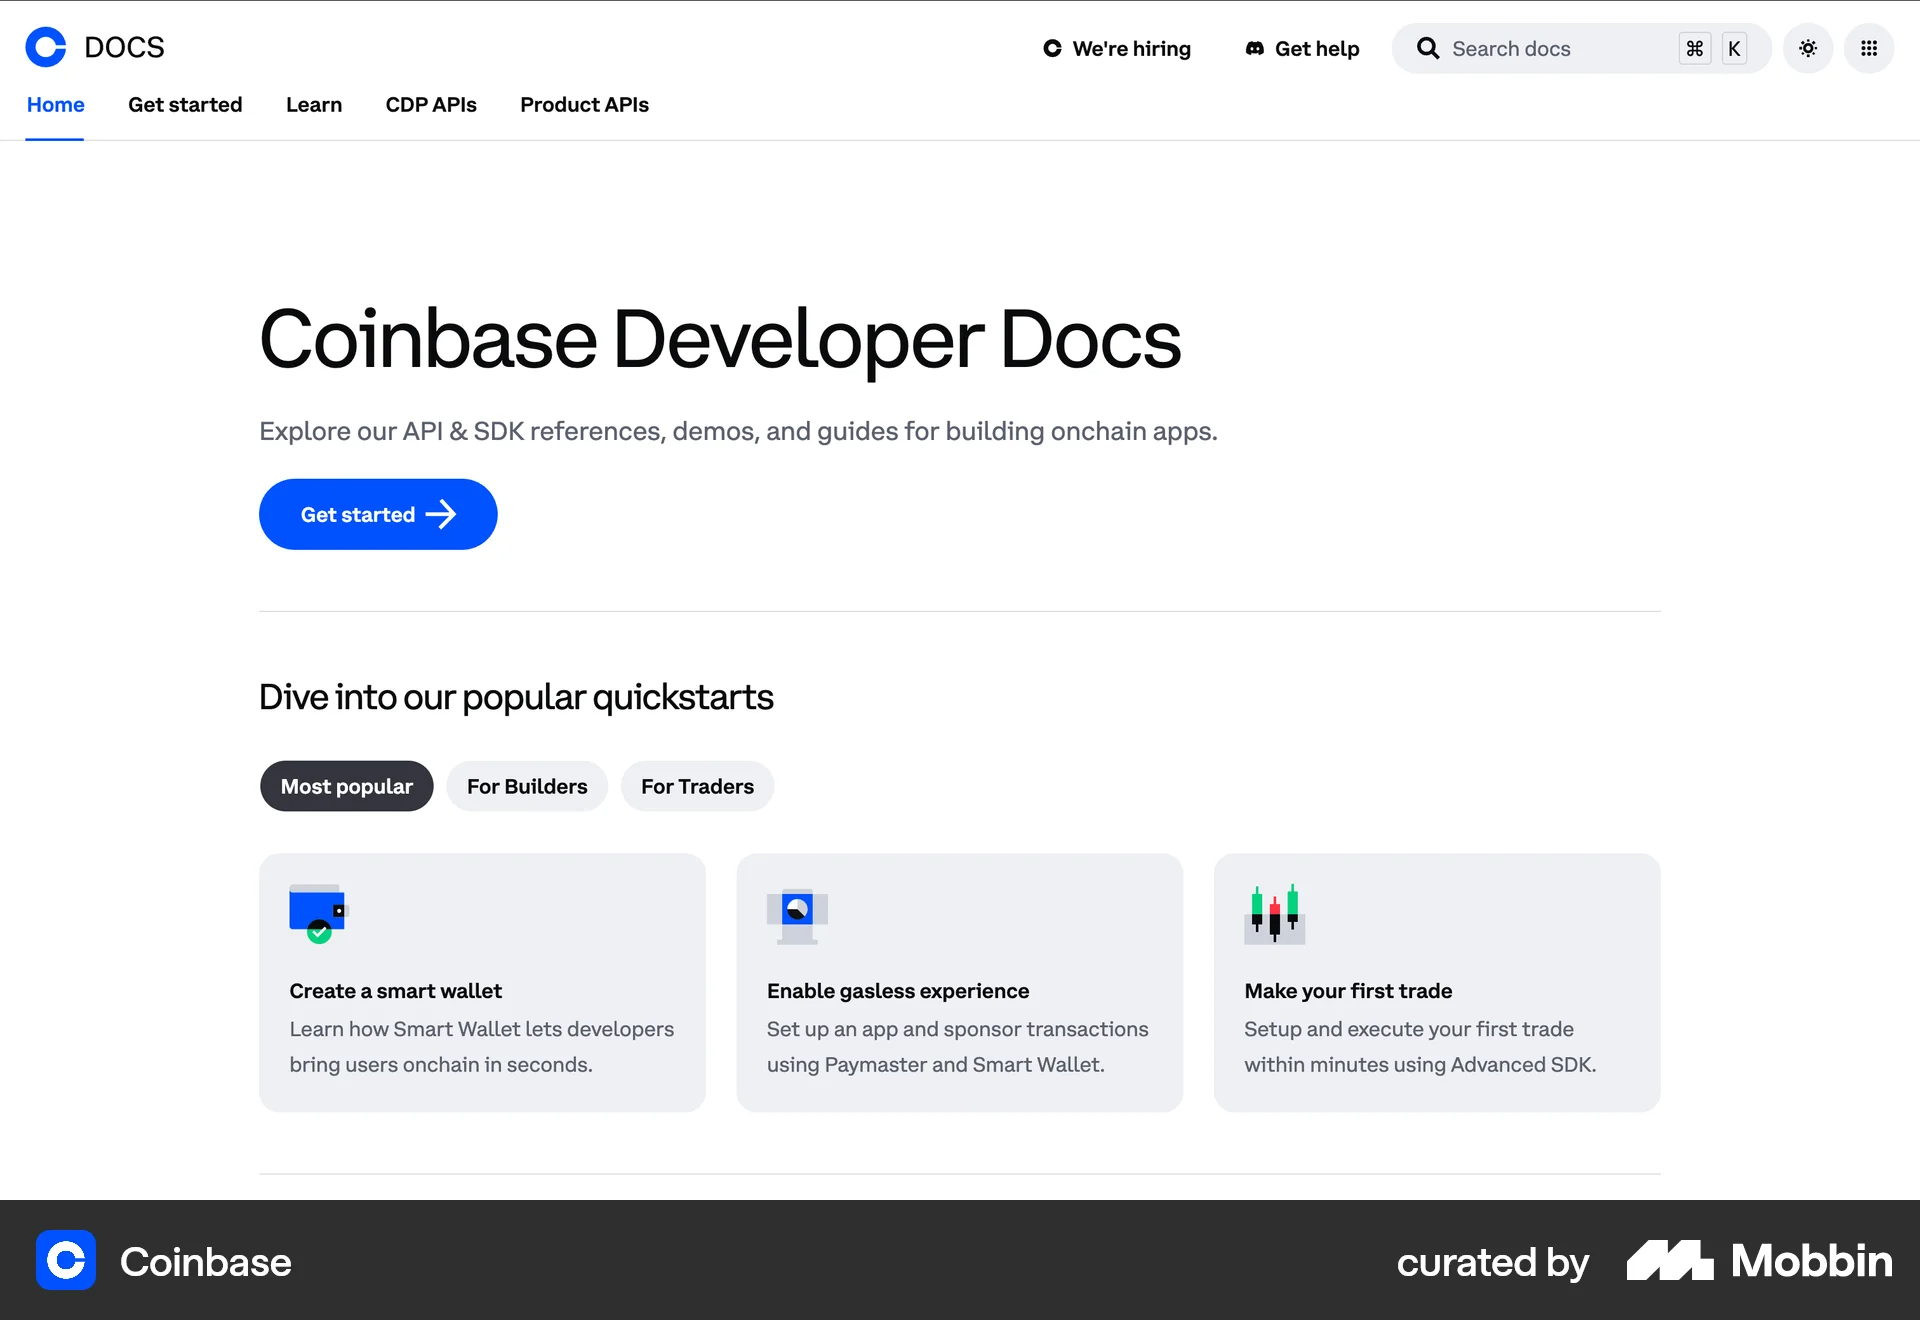 DOCS
We're hiring
Get help
Search docs
⌘ K
Home
Get started
Learn
CDP APIs
Product APIs
Coinbase Developer Docs
Explore our API & SDK references, demos, and guides for building onchain apps.
Get started
Dive into our popular quickstarts
Most popular
For Builders
For Traders
Create a smart wallet
Learn how Smart Wallet lets developers
bring users onchain in seconds.
Enable gasless experience
Set up an app and sponsor transactions
using Paymaster and Smart Wallet.
Make your first trade
Setup and execute your first trade
within minutes using Advanced SDK.
Coinbase
curated by
Mobbin